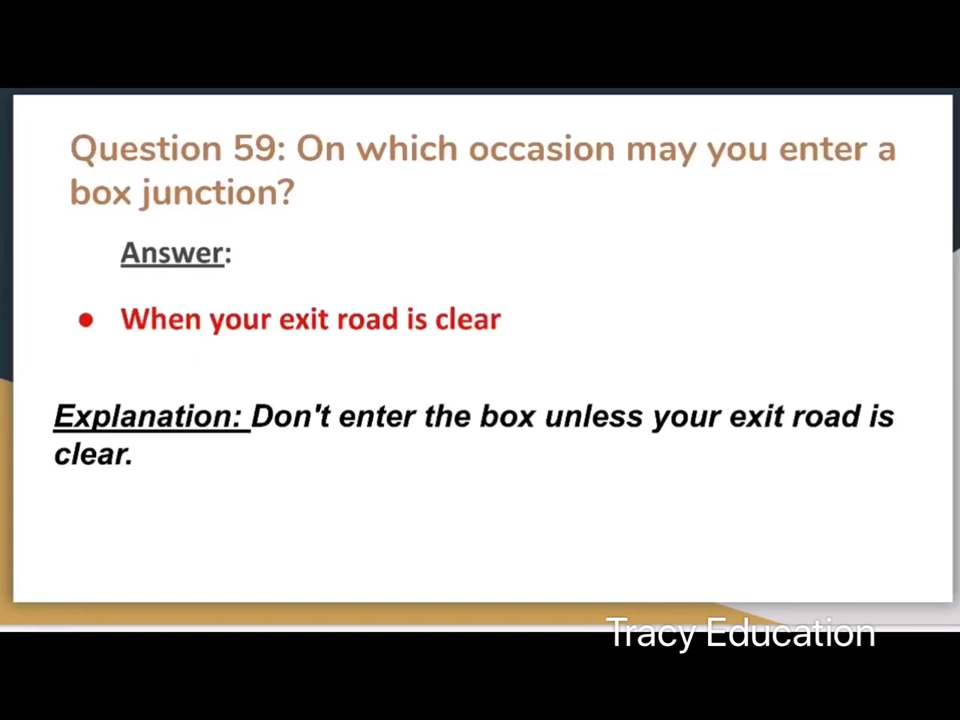 Question 59: On which occasion may you enter a
box junction?
Answer:
● When your exit road is clear
Explanation: Don't enter the box unless your exit road is
clear.
Tracy Education